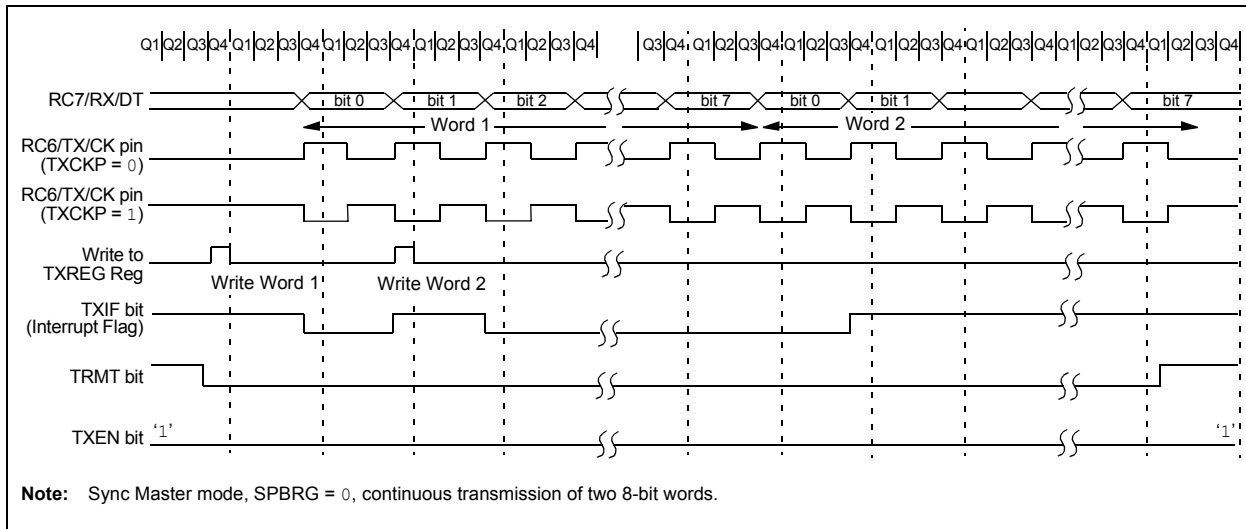 Q1 Q2 Q3 Q4 Q1 Q2 Q3 Q4 Q1 Q2 Q3 Q4 Q1 Q2 Q3 Q4 Q1 Q2 Q3 Q4 Q3 Q4 Q1 Q2 Q3 Q4 Q1 Q2 Q3 Q4 Q1 Q2 Q3 Q4 Q1 Q2 Q3 Q4 Q1 Q2 Q3 Q4 Q1 Q2 Q3 Q4
RC7/RX/DT bit 0 bit 1 bit 2 bit 7 bit 0 bit 1 bit 7
Word 1 Word 2
RC6/TX/CK pin
(TXCKP = 0)
RC6/TX/CK pin
(TXCKP = 1)
Write to
TXREG Reg
Write Word 1 Write Word 2
TXIF bit
(Interrupt Flag)
TRMT bit
TXEN bit '1' '1'
Note: Sync Master mode, SPBRG = 0, continuous transmission of two 8-bit words.